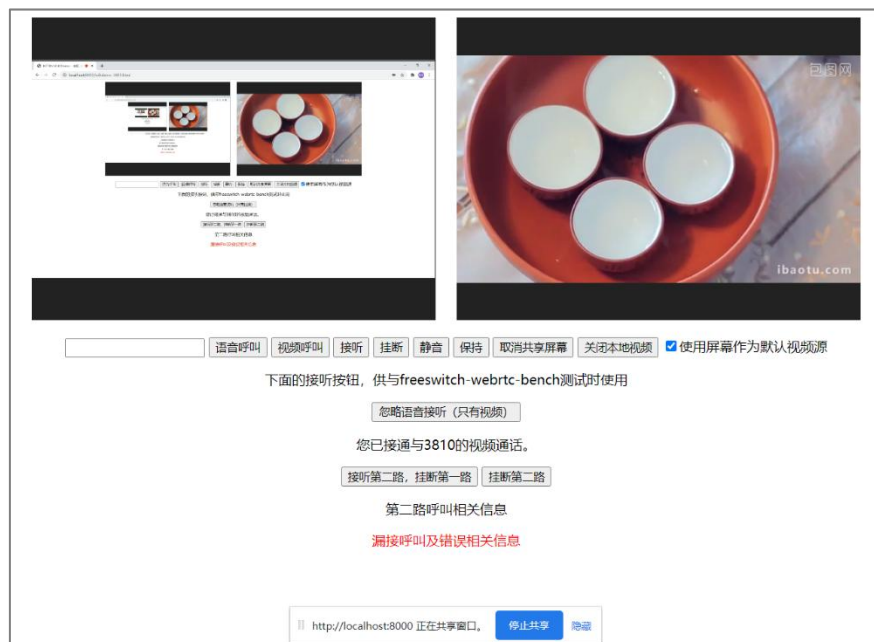 包图网
ibaotu.com
语音呼叫 视频呼叫 接听 挂断 静音 保持 取消共享屏幕 关闭本地视频 使用屏幕作为默认视频源
下面的接听按钮，供与freeswitch-webrtc-bench测试时使用
忽略语音接听（只有视频）
您已接通与3810的视频通话。
接听第二路，挂断第一路 挂断第二路
第二路呼叫相关信息
漏接呼叫及错误相关信息
http://localhost:8000 正在共享窗口。 停止共享 隐藏